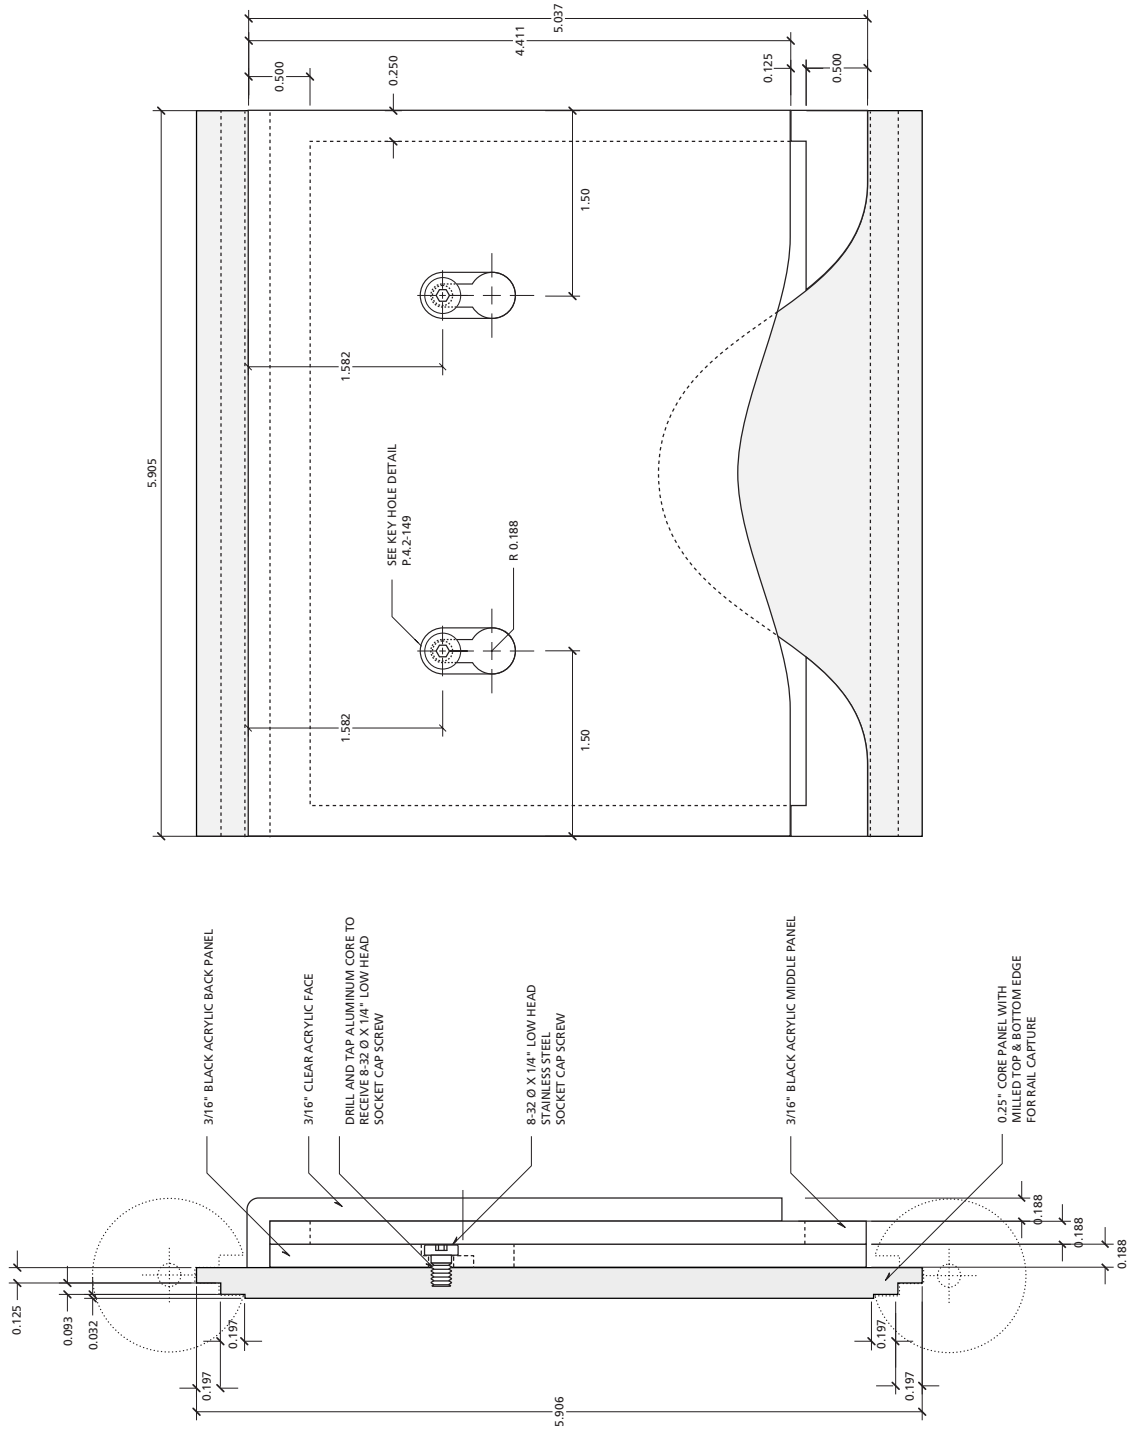 5.037
4.411
0.500
0.250
0.125
0.500
5.905
1.50
1.582
SEE KEY HOLE DETAIL
P.4.2-149
R 0.188
1.582
1.50
3/16" BLACK ACRYLIC BACK PANEL
3/16" CLEAR ACRYLIC FACE
DRILL AND TAP ALUMINUM CORE TO
RECEIVE 8-32 Ø X 1/4" LOW HEAD
SOCKET CAP SCREW
8-32 Ø X 1/4" LOW HEAD
STAINLESS STEEL
SOCKET CAP SCREW
3/16" BLACK ACRYLIC MIDDLE PANEL
0.25" CORE PANEL WITH
MILLED TOP & BOTTOM EDGE
FOR RAIL CAPTURE
0.188
0.188
0.188
0.125
0.093
0.032
0.197
0.197
0.197
0.197
5.906